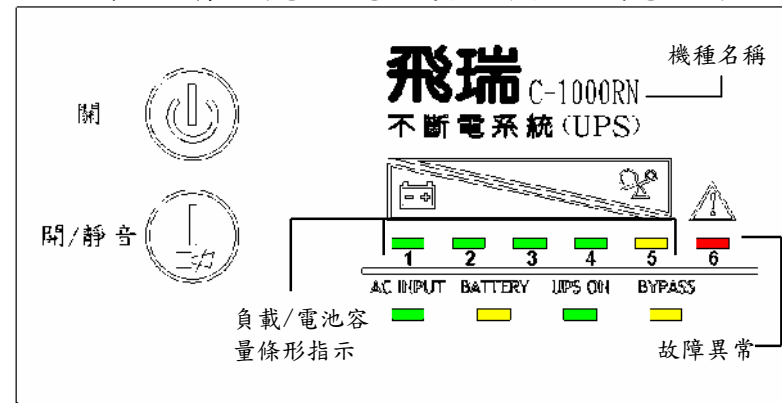 飛瑞 C-1000RN
機種名稱
不斷電系統(UPS)
關
開/靜音
1 2 3 4 5 6
AC INPUT BATTERY UPS ON BYPASS
負載/電池容
量條形指示
故障異常